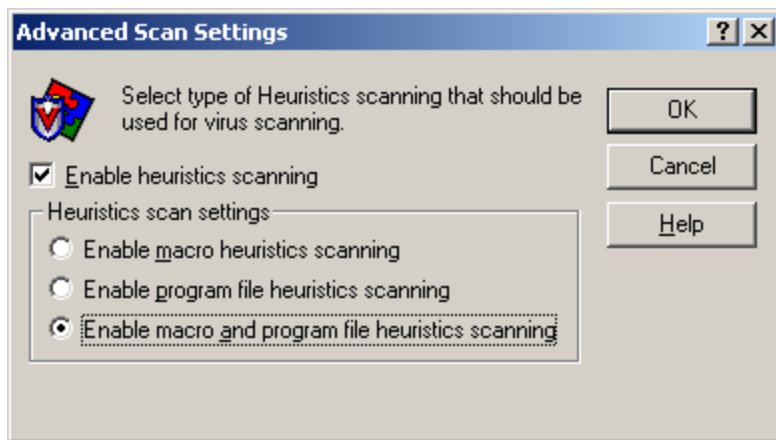 Advanced Scan Settings
Select type of Heuristics scanning that should be
used for virus scanning.
OK
Cancel
Help
Enable heuristics scanning
Heuristics scan settings
Enable macro heuristics scanning
Enable program file heuristics scanning
Enable macro and program file heuristics scanning